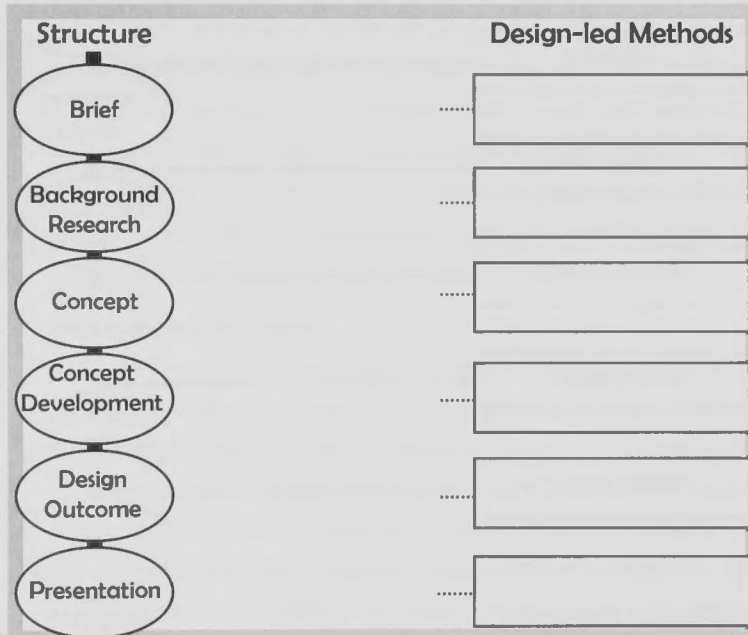 Structure
Design-led Methods
Brief
Background
Research
Concept
Concept
Development
Design
Outcome
Presentation